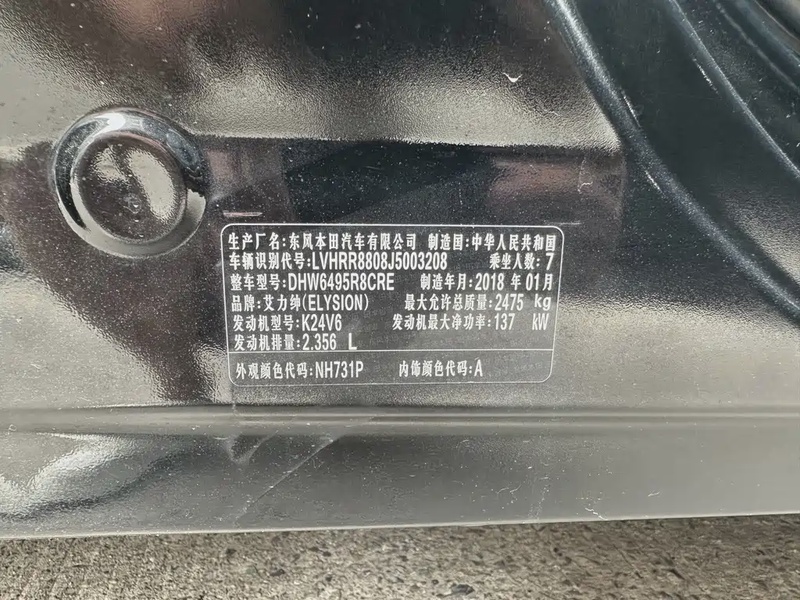 生产厂名:东风本田汽车有限公司 制造国:中华人民共和国
车辆识别代号:LVHRR8808J5003208 乘坐人数:7
整车型号:DHW6495R8CRE 制造年月:2018 年 01月
品牌:艾力绅(ELYSION) 最大允许总质量:2475 kg
发动机型号:K24V6 发动机最大净功率:137 kW
发动机排量:2.356 L
外观颜色代码:NH731P 内饰颜色代码:A